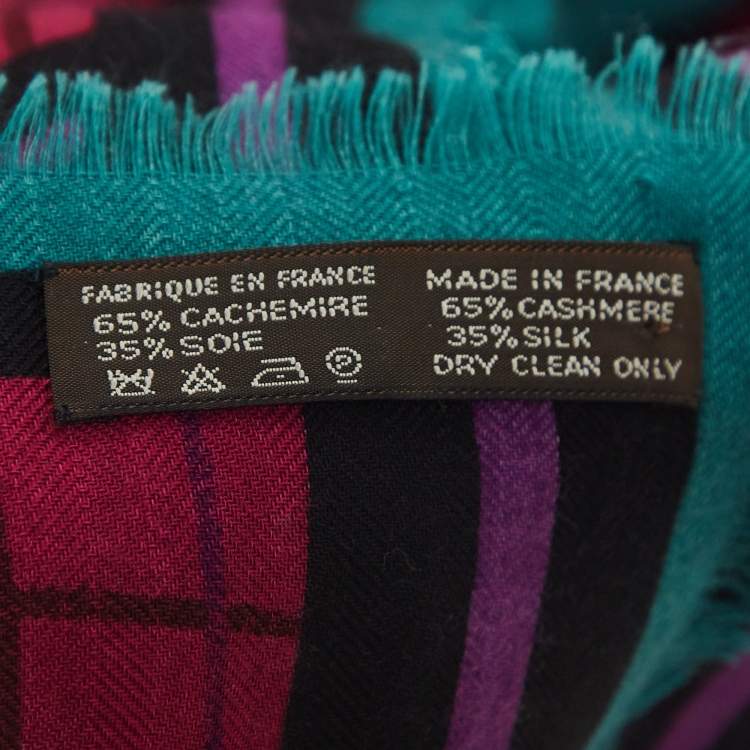 FABRIQUE EN FRANCE
65% CACHEMIRE
35% SOIE
P
MADE IN FRANCE
65% CASHMERE
35% SILK
DRY CLEAN ONLY